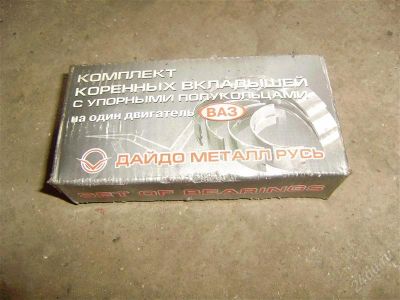 КОМПЛЕКТ
КОРЕННЫХ ВКЛАДЫШЕЙ
С УПОРНЫМИ ПОЛУКОЛЬЦАМИ
на один двигатель ВАЗ
ДАЙДО МЕТАЛЛ РУСЬ
SET OF BEARINGS